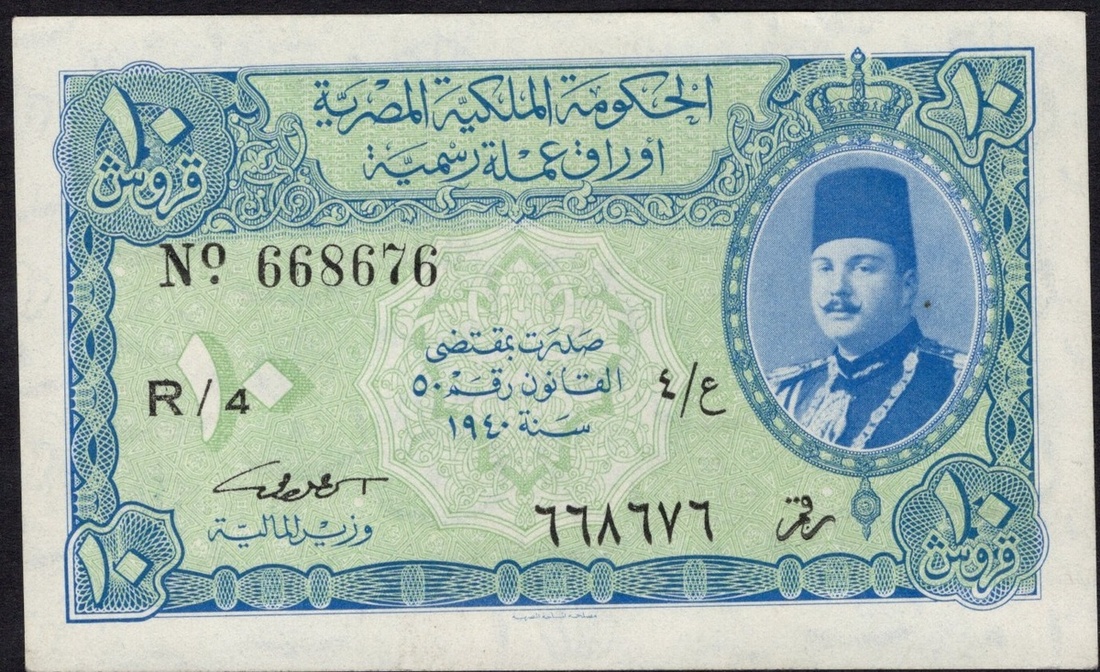 الحكومة الملكية المصرية
أوراق عملة رسمية
١٠
قروش
١٠
Nº 668676
صدرت بمقتضى
القانون رقم ٥٠
سنة ١٩٤٠
١٠
R/4
ع/٤
وزير المالية
رقم ٦٦٨٦٧٦
١٠
١٠
قروش